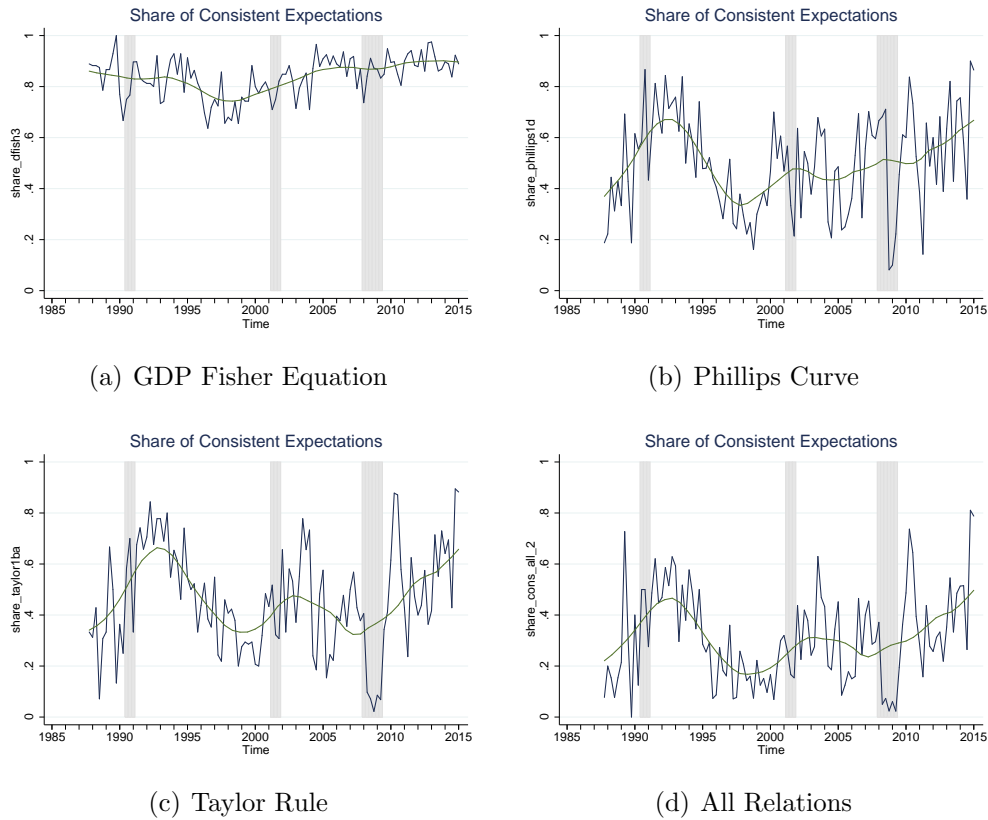 Share of Consistent Expectations
share_dfish3
0 .2 .4 .6 .8 1
1985 1990 1995 2000 2005 2010 2015
Time
(a) GDP Fisher Equation
Share of Consistent Expectations
share_phillips1d
0 .2 .4 .6 .8 1
1985 1990 1995 2000 2005 2010 2015
Time
(b) Phillips Curve
Share of Consistent Expectations
share_taylor1ba
0 .2 .4 .6 .8 1
1985 1990 1995 2000 2005 2010 2015
Time
(c) Taylor Rule
Share of Consistent Expectations
share_cons_all_2
0 .2 .4 .6 .8 1
1985 1990 1995 2000 2005 2010 2015
Time
(d) All Relations